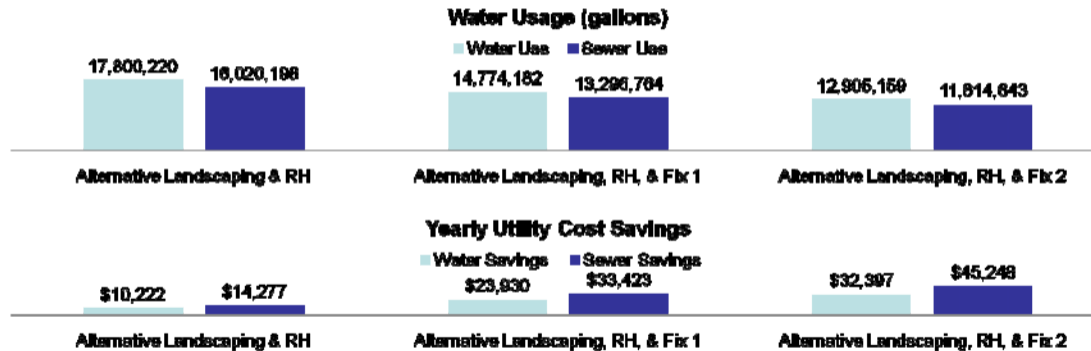 Water Usage (gallons)
Water Use Sewer Use
17,800,220 16,020,198 14,774,182 13,296,764 12,905,159 11,614,643
Alternative Landscaping & RH Alternative Landscaping, RH, & Fix 1 Alternative Landscaping, RH, & Fix 2
Yearly Utility Cost Savings
Water Savings Sewer Savings
$10,222 $14,277 $23,930 $33,423 $32,397 $45,248
Alternative Landscaping & RH Alternative Landscaping, RH, & Fix 1 Alternative Landscaping, RH, & Fix 2